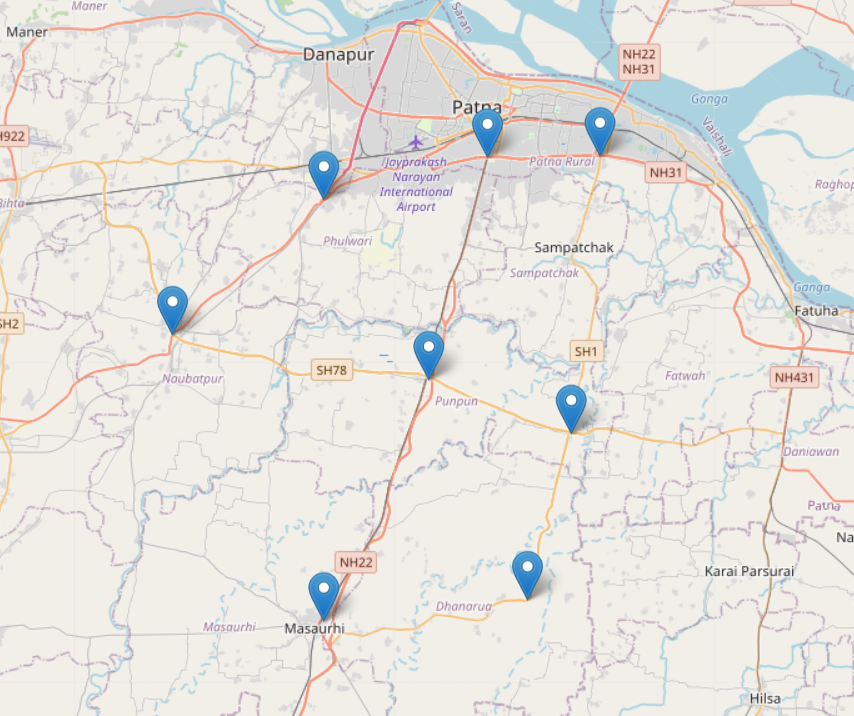 Maner
Maner
Saran
Danapur
NH22
NH31
Ganga
Patna
H922
Vaishali
Jayprakash
Narayan
International
Airport
Patna Rural
NH31
Raghop
Bihta
Phulwari
Sampatchak
Sampatchak
Ganga
Fatuha
SH2
SH1
SH78
Naubatpur
Fatwah
NH431
Punpun
Daniawan
Patna
Na
NH22
Karai Parsurai
Dhanarua
Masaurhi
Masaurhi
Hilsa